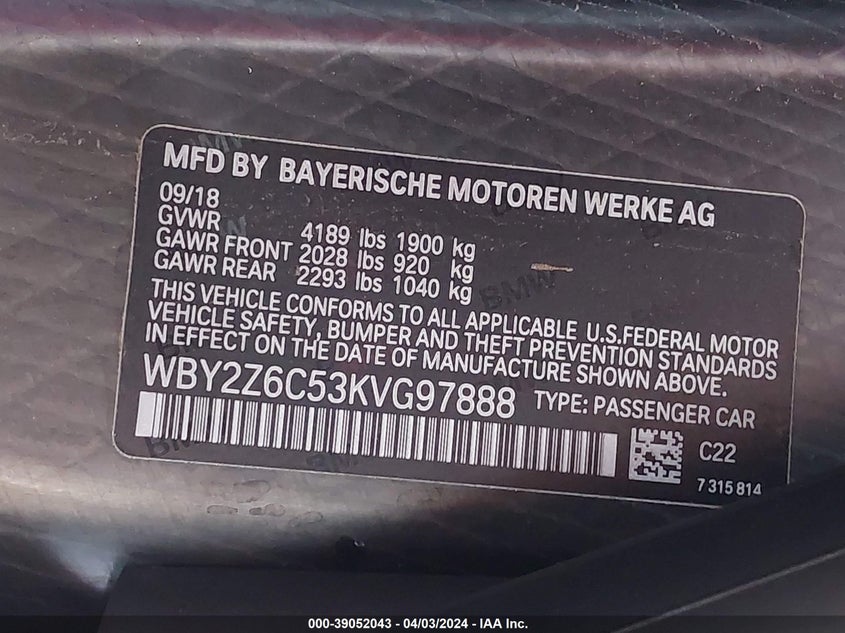 MFD BY BAYERISCHE MOTOREN WERKE AG
09/18
GVWR 4189 lbs 1900 kg
GAWR FRONT 2028 lbs 920 kg
GAWR REAR 2293 lbs 1040 kg
THIS VEHICLE CONFORMS TO ALL APPLICABLE U.S.FEDERAL MOTOR
VEHICLE SAFETY, BUMPER AND THEFT PREVENTION STANDARDS
IN EFFECT ON THE DATE OF MANUFACTURE SHOWN ABOVE.
WBY2Z6C53KVG97888 TYPE: PASSENGER CAR
C22
7 315 814
000-39052043 - 04/03/2024 - IAA Inc.